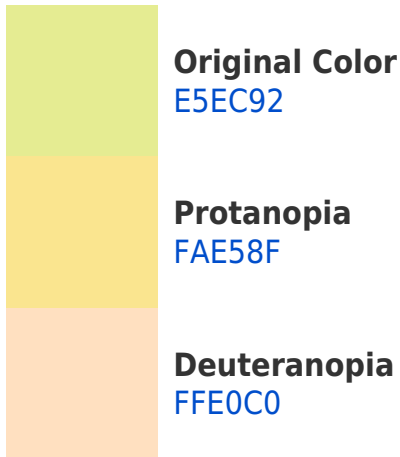 Original Color
E5EC92
Protanopia
FAE58F
Deuteranopia
FFE0C0